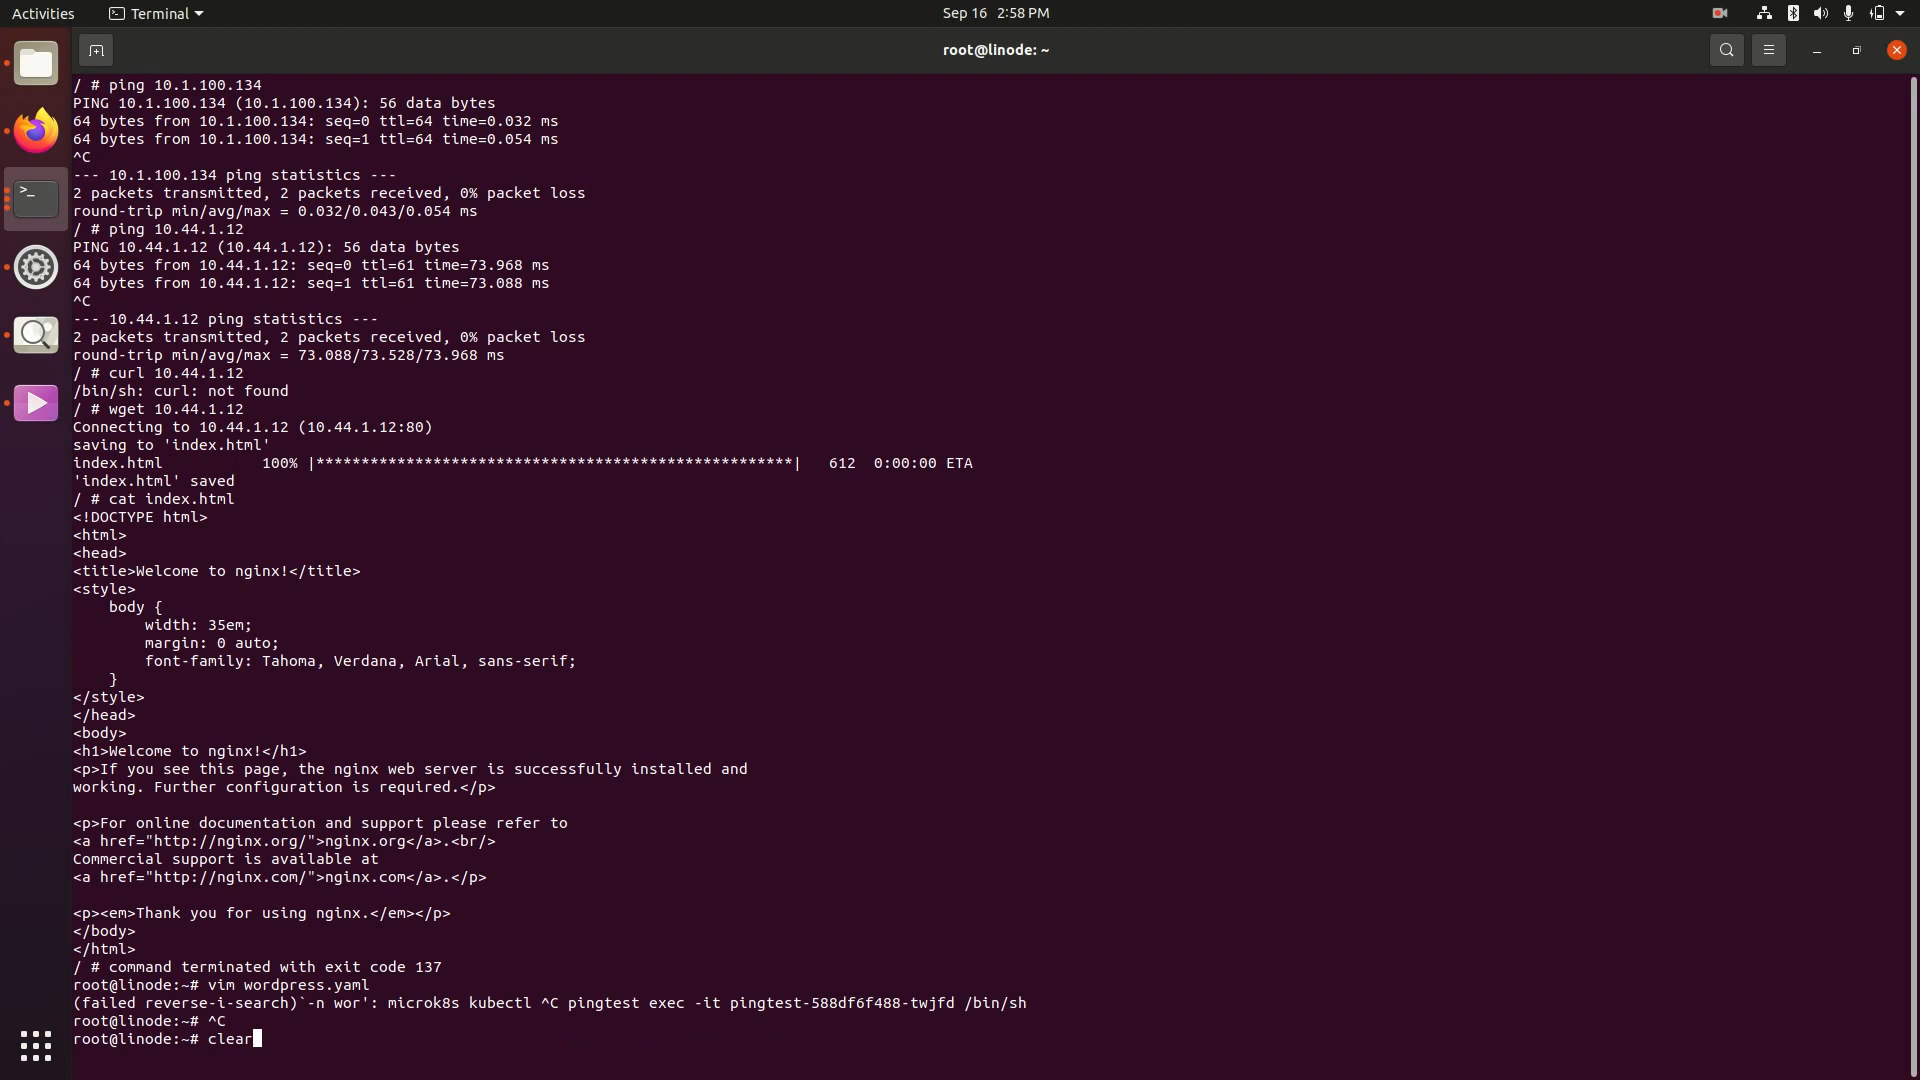 Activities
Terminal
Sep 16 2:58 PM
root@linode: ~
/ # ping 10.1.100.134
PING 10.1.100.134 (10.1.100.134): 56 data bytes
64 bytes from 10.1.100.134: seq=0 ttl=64 time=0.032 ms
64 bytes from 10.1.100.134: seq=1 ttl=64 time=0.054 ms
^C
--- 10.1.100.134 ping statistics ---
2 packets transmitted, 2 packets received, 0% packet loss
round-trip min/avg/max = 0.032/0.043/0.054 ms
/ # ping 10.44.1.12
PING 10.44.1.12 (10.44.1.12): 56 data bytes
64 bytes from 10.44.1.12: seq=0 ttl=61 time=73.968 ms
64 bytes from 10.44.1.12: seq=1 ttl=61 time=73.088 ms
^C
--- 10.44.1.12 ping statistics ---
2 packets transmitted, 2 packets received, 0% packet loss
round-trip min/avg/max = 73.088/73.528/73.968 ms
/ # curl 10.44.1.12
/bin/sh: curl: not found
/ # wget 10.44.1.12
Connecting to 10.44.1.12 (10.44.1.12:80)
saving to 'index.html'
index.html           100% |*****************************************************|   612  0:00:00 ETA
'index.html' saved
/ # cat index.html
<!DOCTYPE html>
<html>
<head>
<title>Welcome to nginx!</title>
<style>
    body {
        width: 35em;
        margin: 0 auto;
        font-family: Tahoma, Verdana, Arial, sans-serif;
    }
</style>
</head>
<body>
<h1>Welcome to nginx!</h1>
<p>If you see this page, the nginx web server is successfully installed and
working. Further configuration is required.</p>
<p>For online documentation and support please refer to
<a href="http://nginx.org/">nginx.org</a>.<br/>
Commercial support is available at
<a href="http://nginx.com/">nginx.com</a>.</p>
<p><em>Thank you for using nginx.</em></p>
</body>
</html>
/ # command terminated with exit code 137
root@linode:~# vim wordpress.yaml
(failed reverse-i-search)`-n wor': microk8s kubectl ^C pingtest exec -it pingtest-588df6f488-twjfd /bin/sh
root@linode:~# ^C
root@linode:~# clear